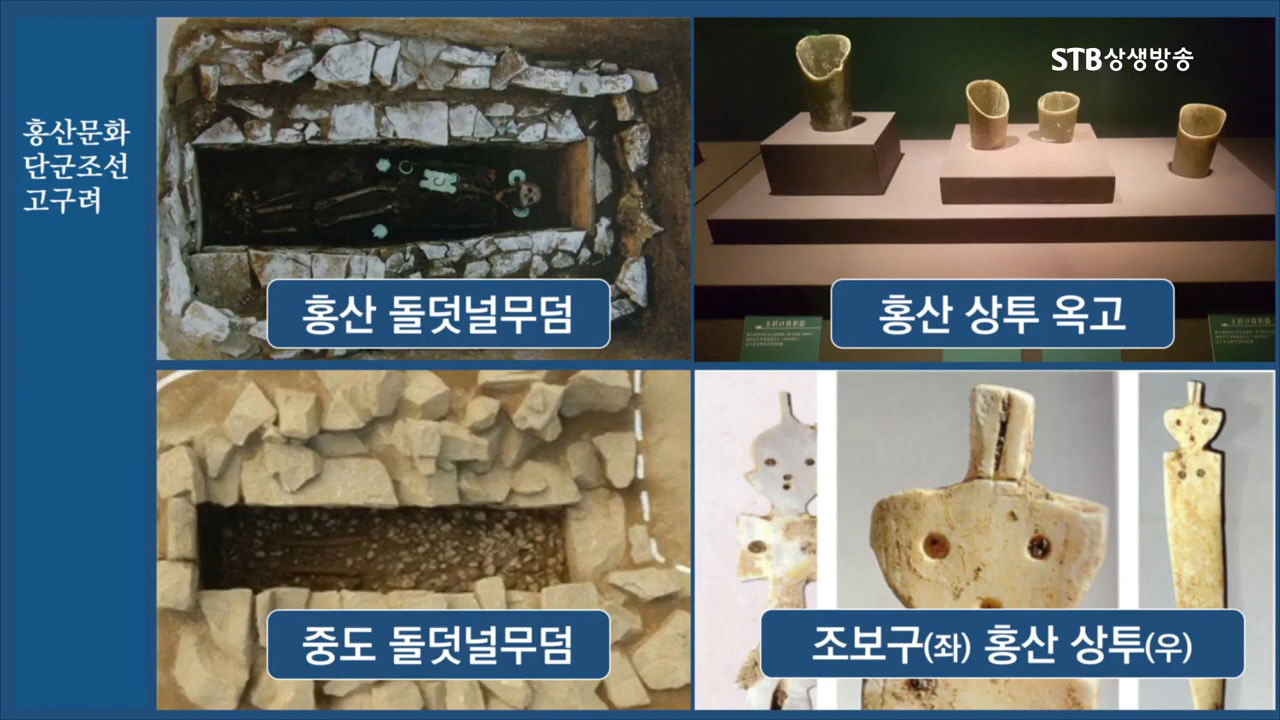 홍산문화
단군조선
고구려
STB상생방송
홍산 돌덧널무덤
홍산 상투 옥고
중도 돌덧널무덤
조보구(좌) 홍산 상투(우)